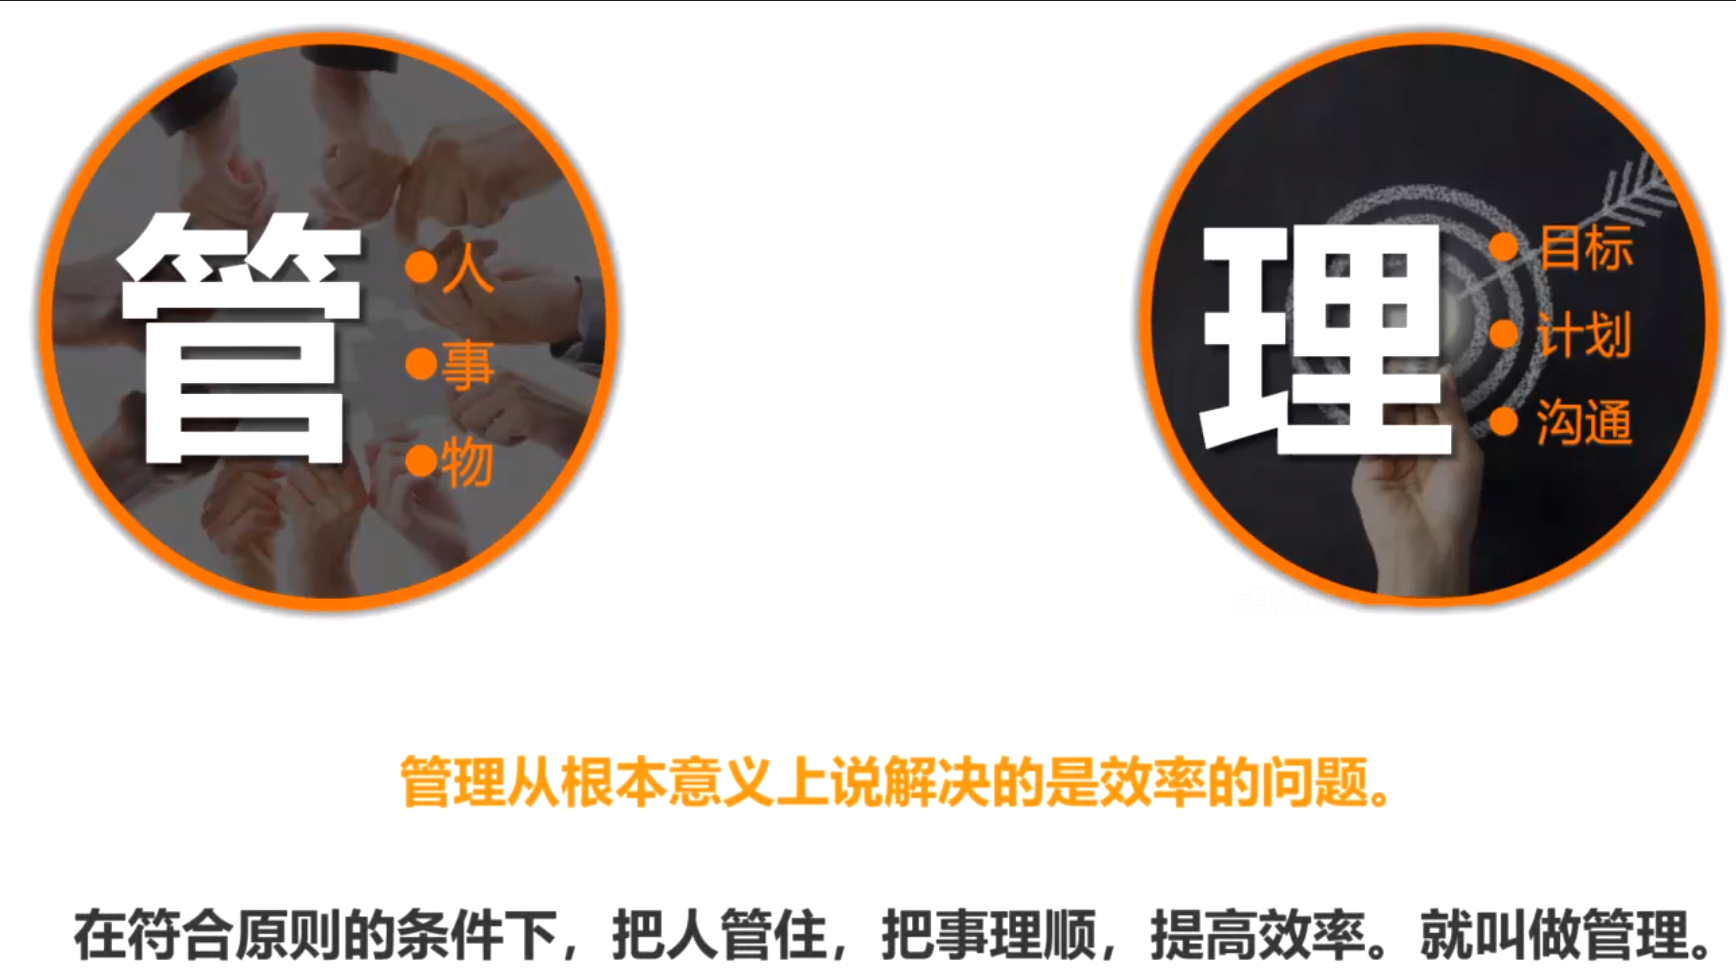 管
人
事
物
理
目标
计划
沟通
管理从根本意义上说解决的是效率的问题。
在符合原则的条件下，把人管住，把事理顺，提高效率。就叫做管理。